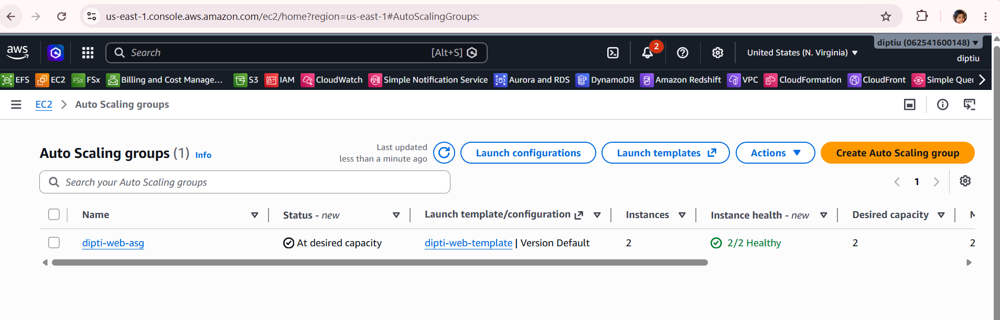 us-east-1.console.aws.amazon.com/ec2/home?region=us-east-1#AutoScalingGroups:
aws
Search [Alt+S] 2 United States (N. Virginia) diptiu (062541600148)
diptiu
EFS EC2 FSx FSx Billing and Cost Manage... S3 IAM CloudWatch Simple Notification Service Aurora and RDS DynamoDB Amazon Redshift VPC CloudFormation CloudFront Simple Queu
EC2 Auto Scaling groups
Auto Scaling groups (1) Info Last updated less than a minute ago Launch configurations Launch templates Actions Create Auto Scaling group
Search your Auto Scaling groups 1
Name Status - new Launch template/configuration Instances Instance health - new Desired capacity M
dipti-web-asg At desired capacity dipti-web-template | Version Default 2 2/2 Healthy 2 2